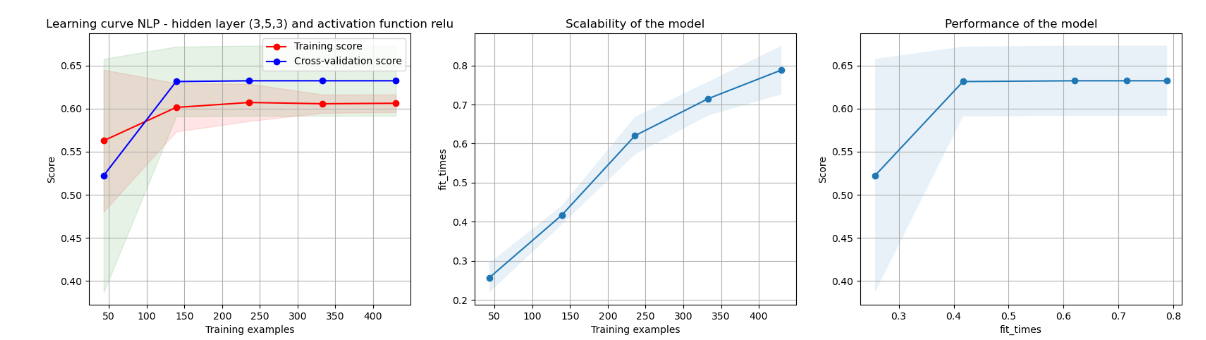 Learning curve NLP - hidden layer (3,5,3) and activation function relu
Training score
Cross-validation score
0.65
0.60
0.55
0.50
0.45
0.40
Score
50 100 150 200 250 300 350 400
Training examples
Scalability of the model
0.8
0.7
0.6
0.5
0.4
0.3
0.2
fit_times
50 100 150 200 250 300 350 400
Training examples
Performance of the model
0.65
0.60
0.55
0.50
0.45
0.40
Score
0.3 0.4 0.5 0.6 0.7 0.8
fit_times